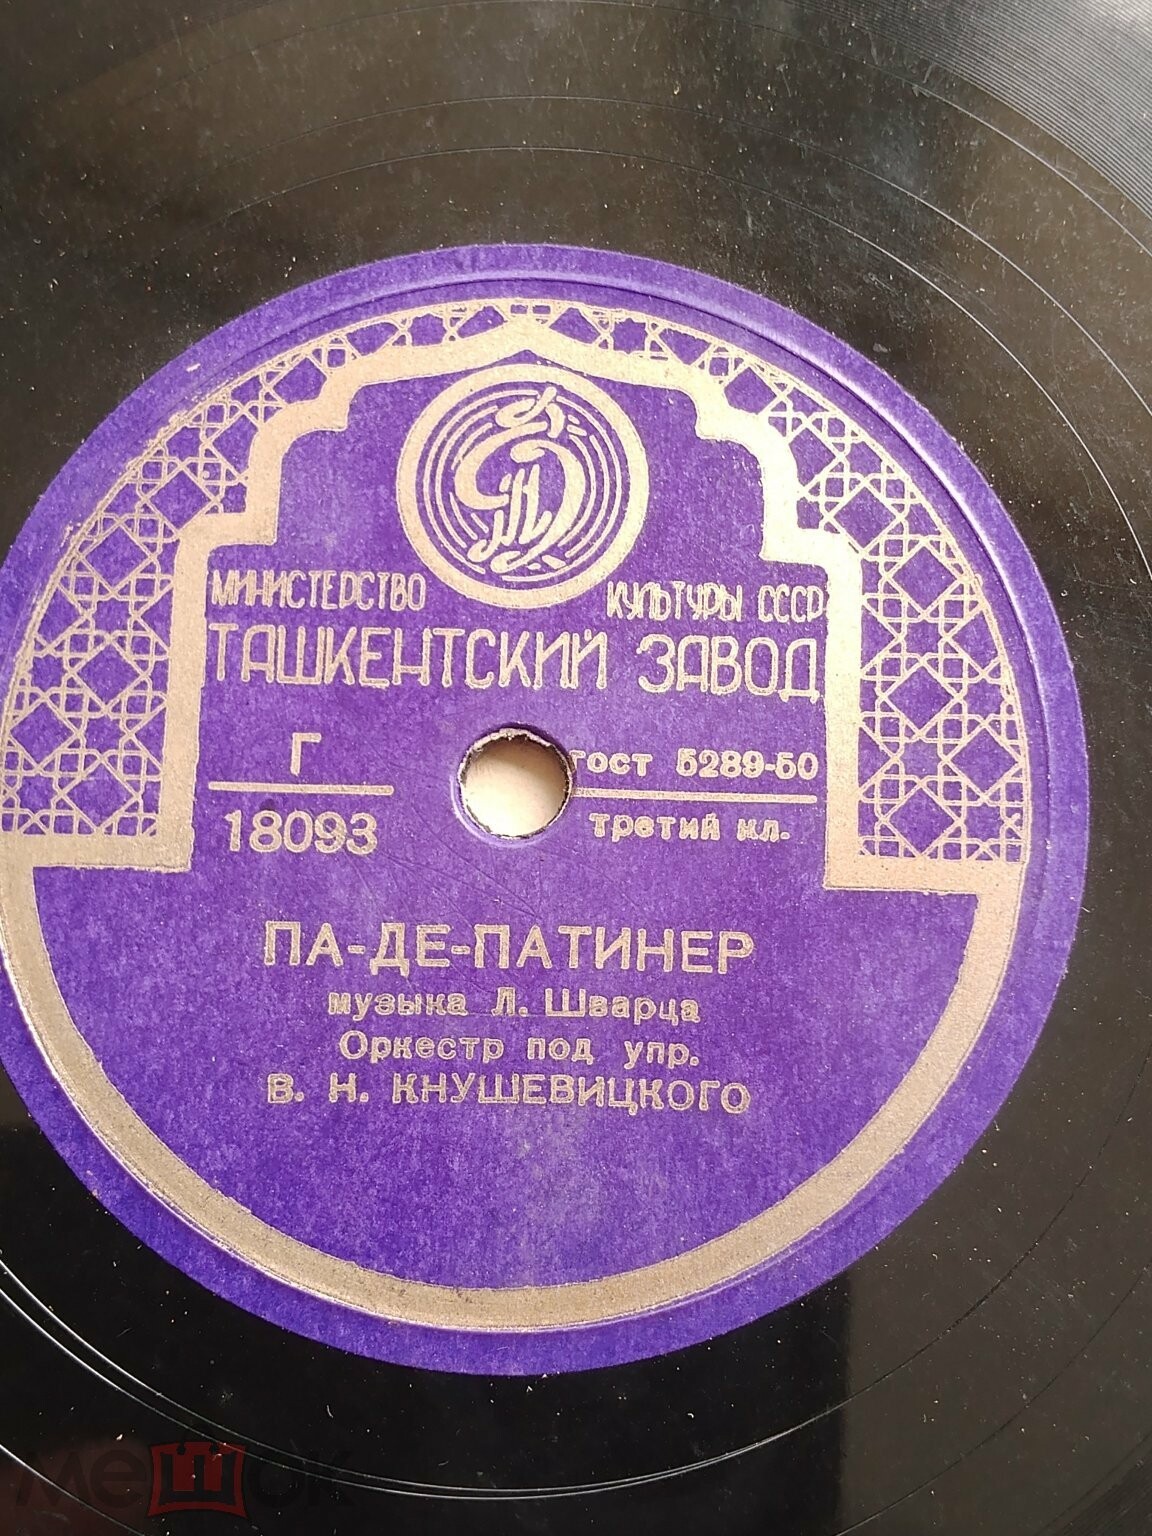 МИНИСТЕРСТВО КУЛЬТУРЫ СССР
ТАШКЕНТСКИЙ ЗАВОД
Г
18093
ГОСТ 5289-50
третий кл.
ПА-ДЕ-ПАТИНЕР
музыка Л. Шварца
Оркестр под упр.
В. Н. КНУШЕВИЦКОГО
мешок